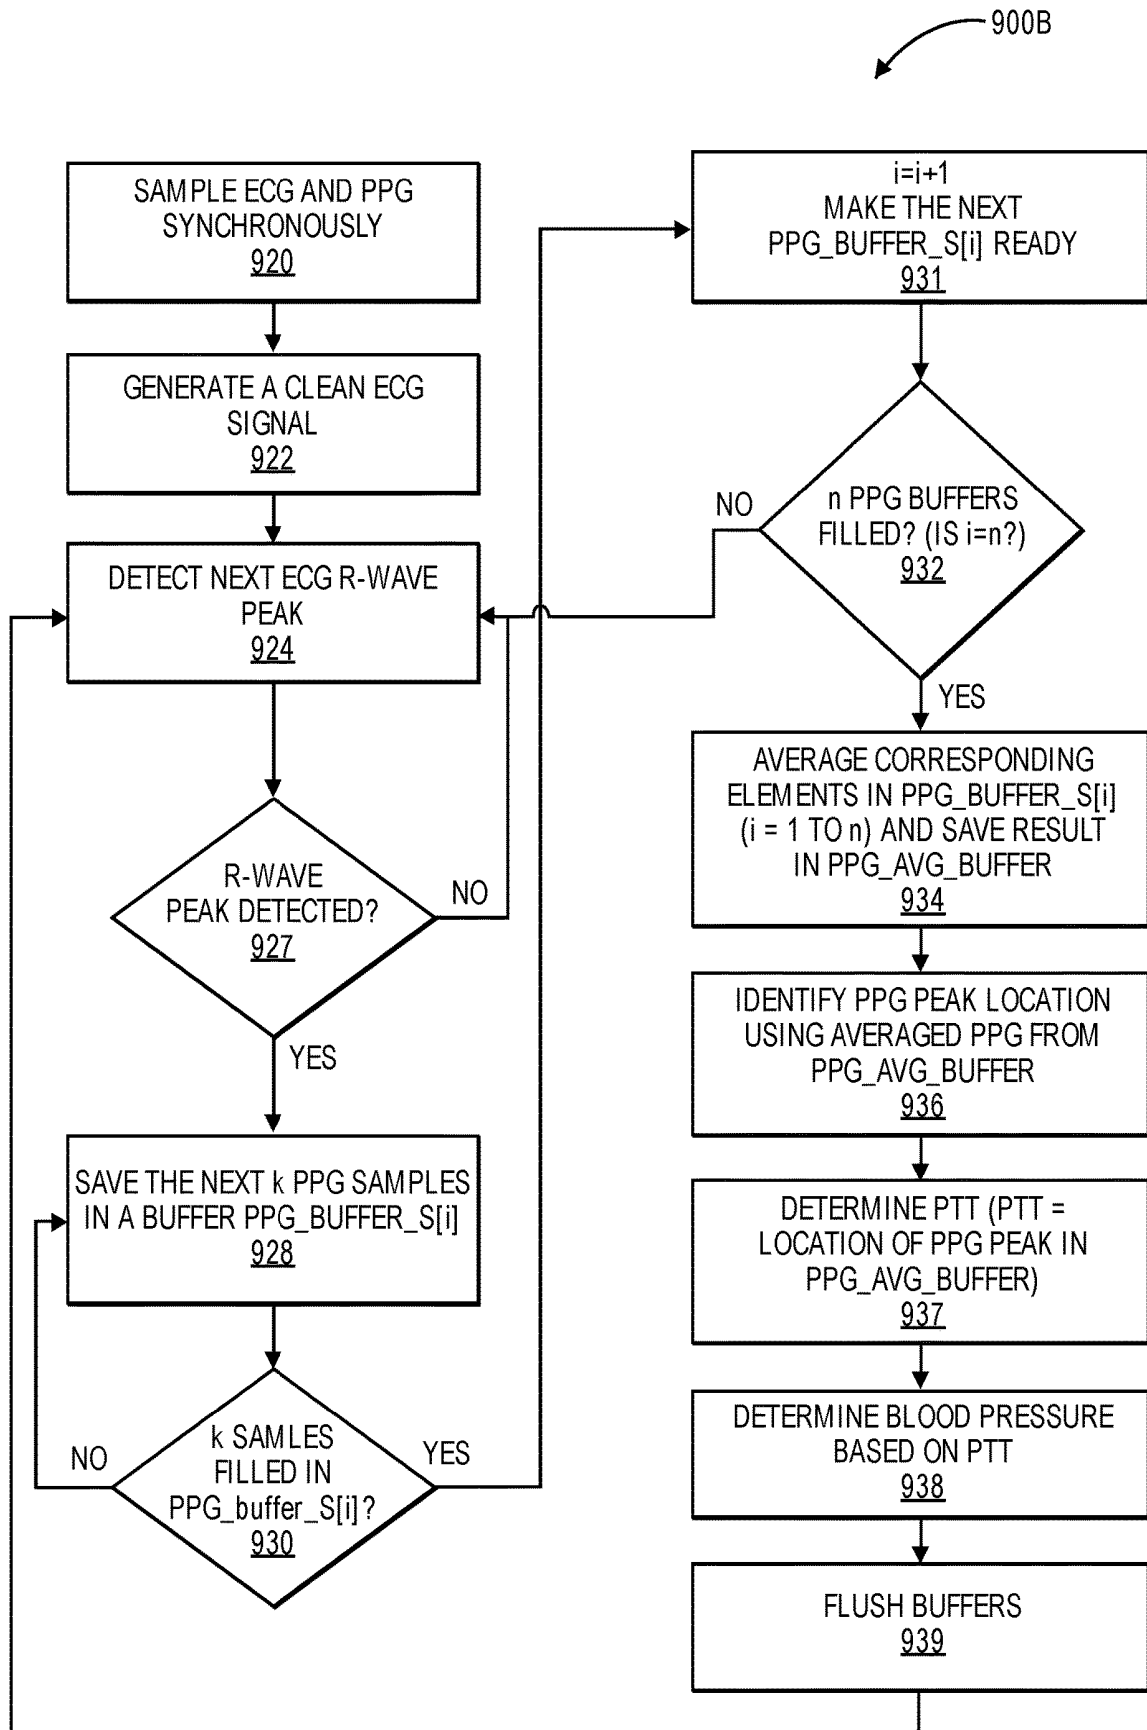 900B
SAMPLE ECG AND PPG
SYNCHRONOUSLY
920
GENERATE A CLEAN ECG
SIGNAL
922
DETECT NEXT ECG R-WAVE
PEAK
924
R-WAVE
PEAK DETECTED?
927
NO
YES
SAVE THE NEXT k PPG SAMPLES
IN A BUFFER PPG_BUFFER_S[i]
928
k SAMLES
FILLED IN
PPG_buffer_S[i]?
930
NO
YES
i=i+1
MAKE THE NEXT
PPG_BUFFER_S[i] READY
931
n PPG BUFFERS
FILLED? (IS i=n?)
932
NO
YES
AVERAGE CORRESPONDING
ELEMENTS IN PPG_BUFFER_S[i]
(i = 1 TO n) AND SAVE RESULT
IN PPG_AVG_BUFFER
934
IDENTIFY PPG PEAK LOCATION
USING AVERAGED PPG FROM
PPG_AVG_BUFFER
936
DETERMINE PTT (PTT =
LOCATION OF PPG PEAK IN
PPG_AVG_BUFFER)
937
DETERMINE BLOOD PRESSURE
BASED ON PTT
938
FLUSH BUFFERS
939